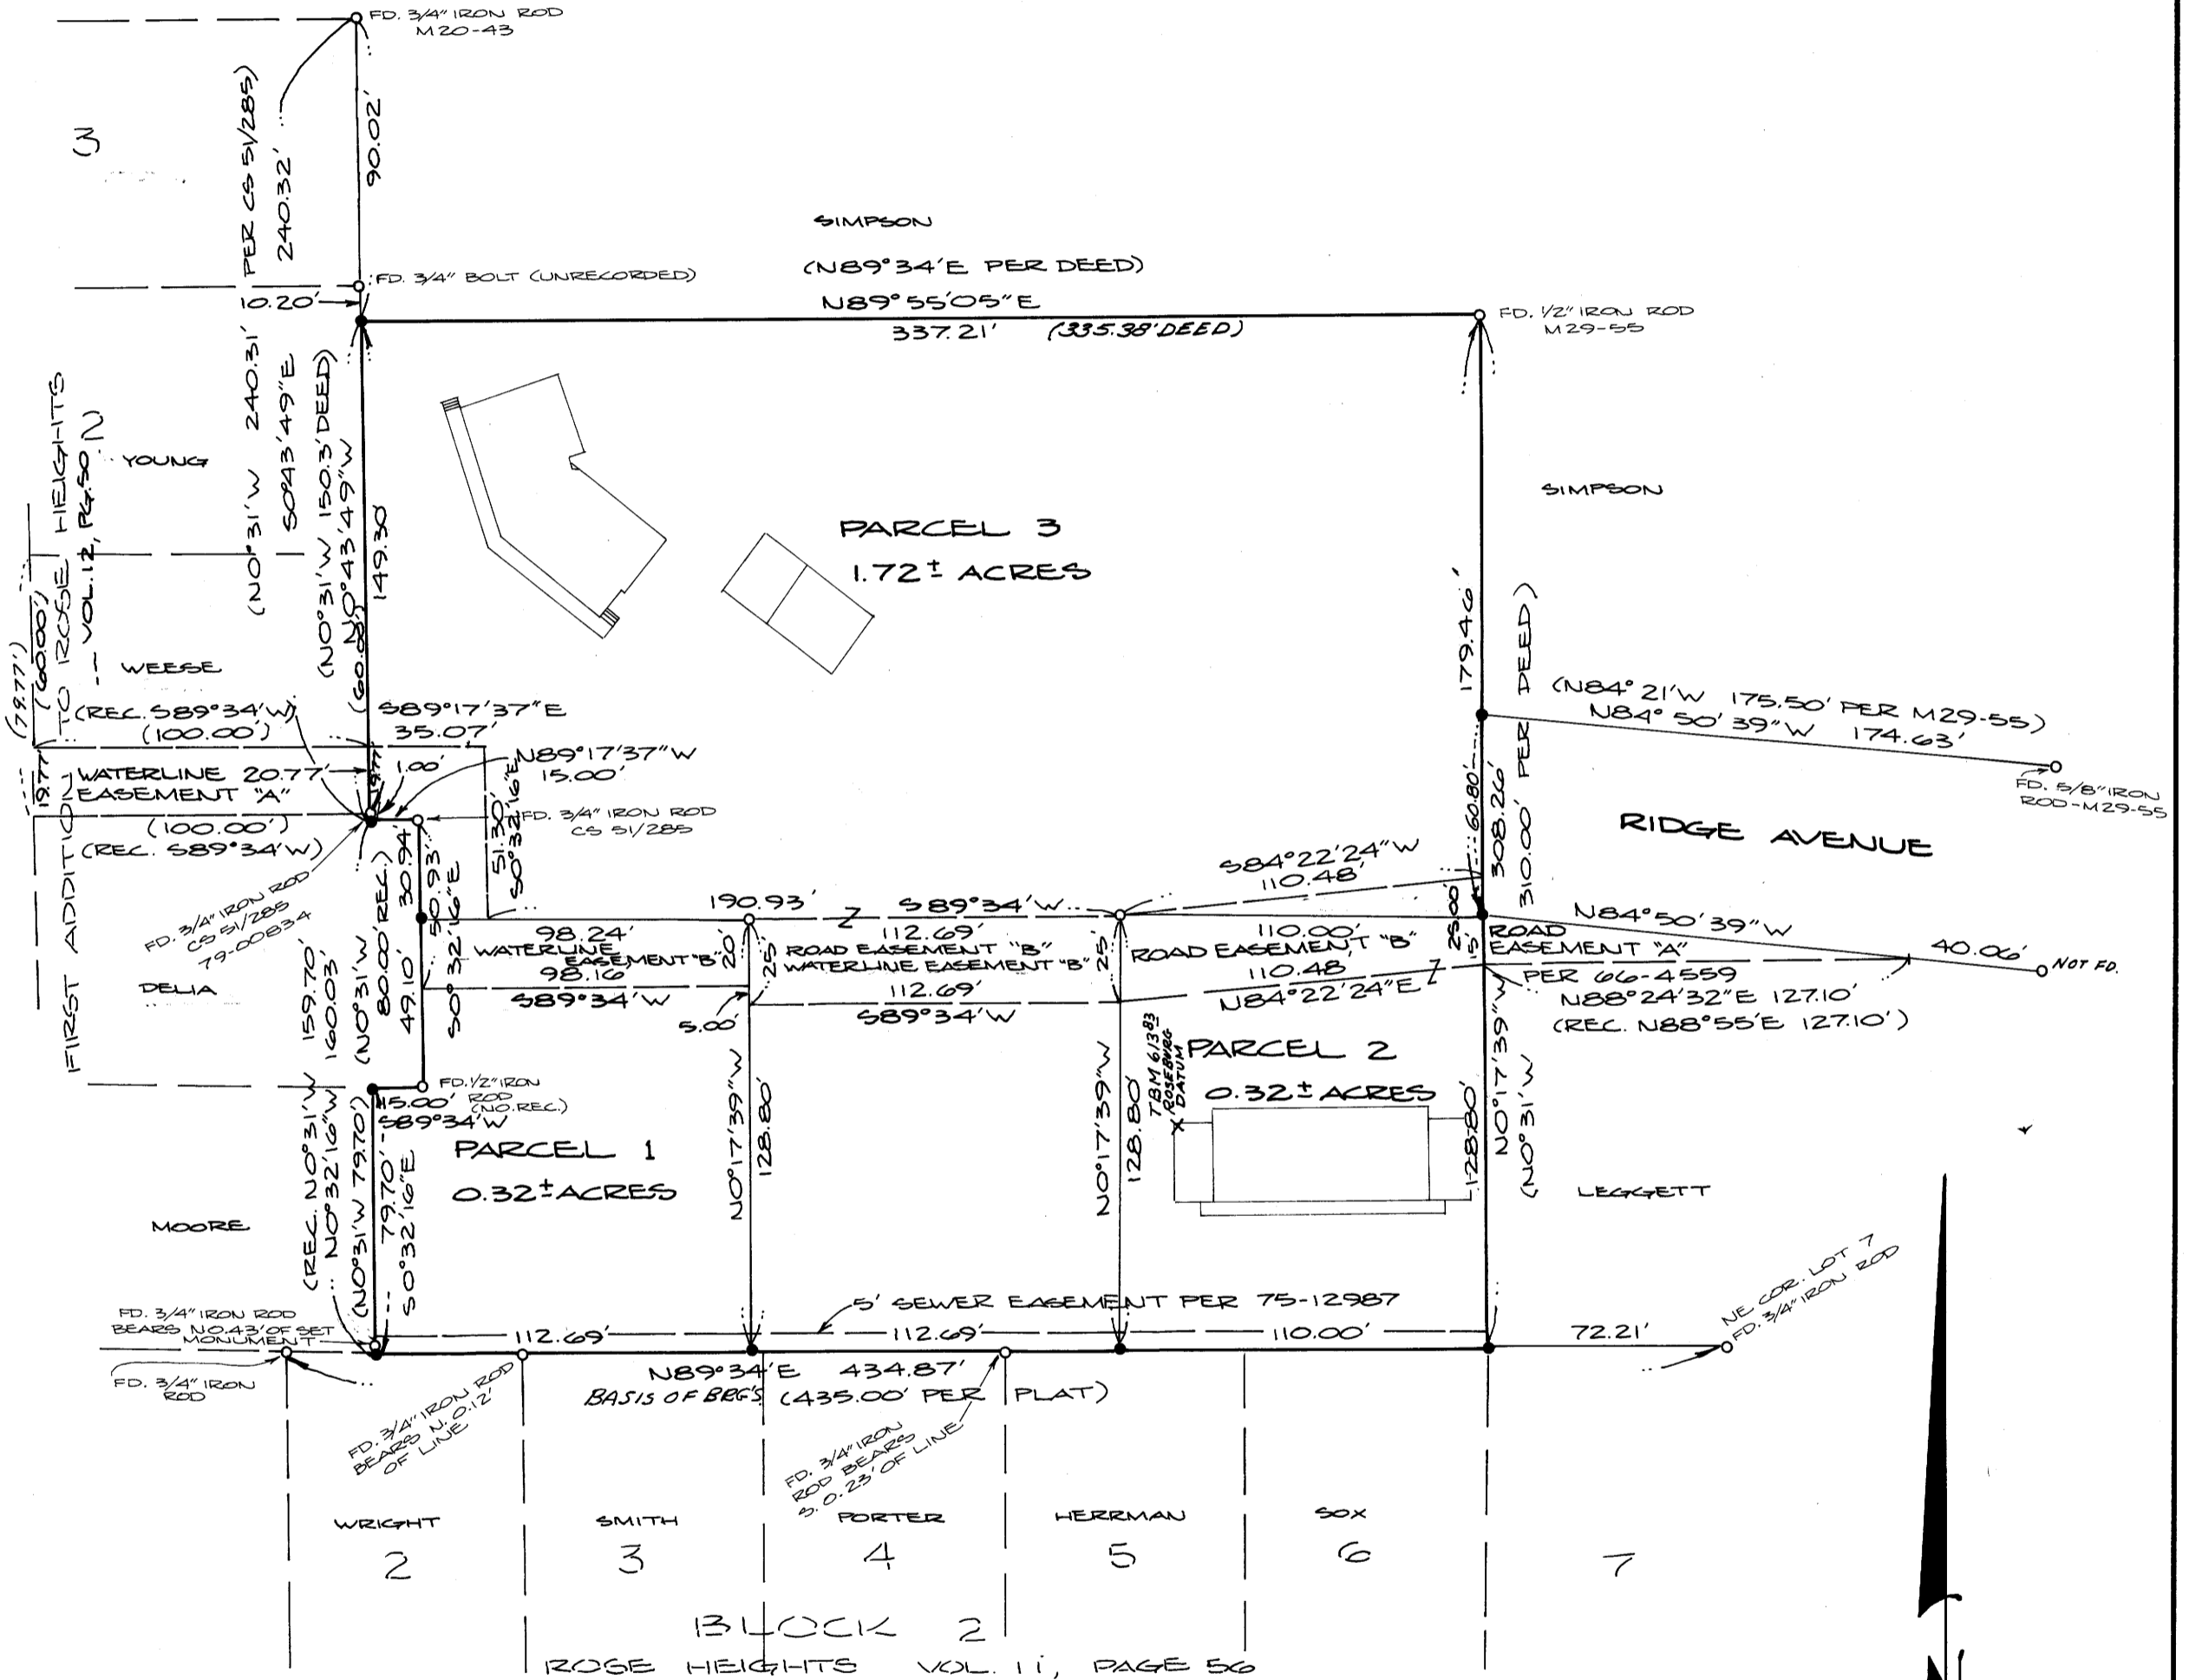 FD. 3/4" IRON ROD
M20-43
3
PER CS 51/285
240.32'
90.02'
SIMPSON
(N89°34'E PER DEED)
N89°55'05"E
337.21' (335.38' DEED)
FD. 3/4" BOLT (UNRECORDED)
10.20'
FD. 1/2" IRON ROD
M29-55
(N0°31'W 240.31'
S0°43'49"E
(N0°31'W 150.3' DEED)
N0°43'49"W
149.30'
FIRST ADDITION TO ROSE HEIGHTS
VOL. 12, PG. 50
YOUNG
SIMPSON
PARCEL 3
1.72± ACRES
179.46'
310.00' PER DEED)
308.26'
60.80'
(79.77')
(60.00')
WEESE
(REC. S89°34'W)
(100.00')
S89°17'37"E
35.07'
N89°17'37"W
15.00'
1.00'
19.77'
19.77'
WATERLINE 20.77'
EASEMENT "A"
(100.00')
(REC. S89°34'W)
FD. 3/4" IRON ROD
CS 51/285
51.30'
S0°32'16"E
(N84°21'W 175.50' PER M29-55)
N84°50'39"W 174.63'
FD. 5/8" IRON
ROD-M29-55
RIDGE AVENUE
FD. 3/4" IRON ROD
CS 51/285
79-00834
30.94'
50.93'
S0°32'16"E
S84°22'24"W
110.48'
190.93'
S89°34'W
98.24'
112.69'
110.00'
25.00'
15'
N84°50'39"W
40.06'
NOT FD.
WATERLINE
EASEMENT "B"
98.16'
S89°34'W
20'
25'
ROAD EASEMENT "B"
WATERLINE EASEMENT "B"
112.69'
S89°34'W
25'
ROAD EASEMENT "B"
110.48'
N84°22'24"E
ROAD
EASEMENT "A"
PER 66-4559
N88°24'32"E 127.10'
(REC. N88°55'E 127.10')
DELIA
(REC. N0°31'W 159.70'
N0°32'16"W 160.03'
(N0°31'W 80.00' REC.)
49.10'
S0°32'16"E
5.00'
FD. 1/2" IRON
ROD
(NO. REC.)
15.00'
S89°34'W
(N0°31'W 79.70')
79.70'
S0°32'16"E
PARCEL 1
0.32± ACRES
N0°17'39"W
128.80'
N0°17'39"W
128.80'
TBM 613.83
ROSEBURG
DATUM
X
PARCEL 2
0.32± ACRES
128.80'
N0°17'39"W
(N0°31'W
LEGGETT
MOORE
FD. 3/4" IRON ROD
BEARS N0.43' OF SET
MONUMENT
FD. 3/4" IRON
ROD
5' SEWER EASEMENT PER 75-12987
112.69'
112.69'
110.00'
72.21'
NE COR. LOT 7
FD. 3/4" IRON ROD
N89°34'E 434.87'
BASIS OF BRG'S (435.00' PER PLAT)
FD. 3/4" IRON ROD
BEARS N. 0.12'
OF LINE
FD. 3/4" IRON
ROD BEARS
S. 0.23' OF LINE
WRIGHT
2
SMITH
3
PORTER
4
HERRMAN
5
SOX
6
7
BLOCK 2
ROSE HEIGHTS VOL. 11, PAGE 56
N